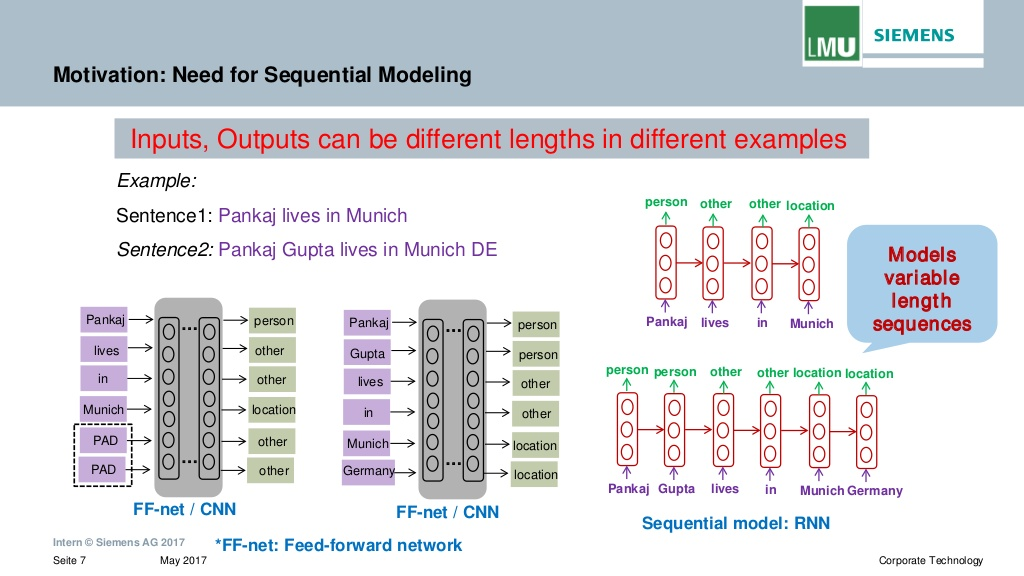 LMU
SIEMENS
Motivation: Need for Sequential Modeling
Inputs, Outputs can be different lengths in different examples
Example:
Sentence1: Pankaj lives in Munich
Sentence2: Pankaj Gupta lives in Munich DE
Pankaj ... person
lives other
in other
Munich location
PAD other
PAD ... other
FF-net / CNN
Pankaj ... person
Gupta person
lives other
in other
Munich location
Germany ... location
FF-net / CNN
person other other location
Pankaj lives in Munich
Models
variable
length
sequences
person person other other location location
Pankaj Gupta lives in Munich Germany
Sequential model: RNN
*FF-net: Feed-forward network
Intern © Siemens AG 2017
Seite 7 May 2017 Corporate Technology